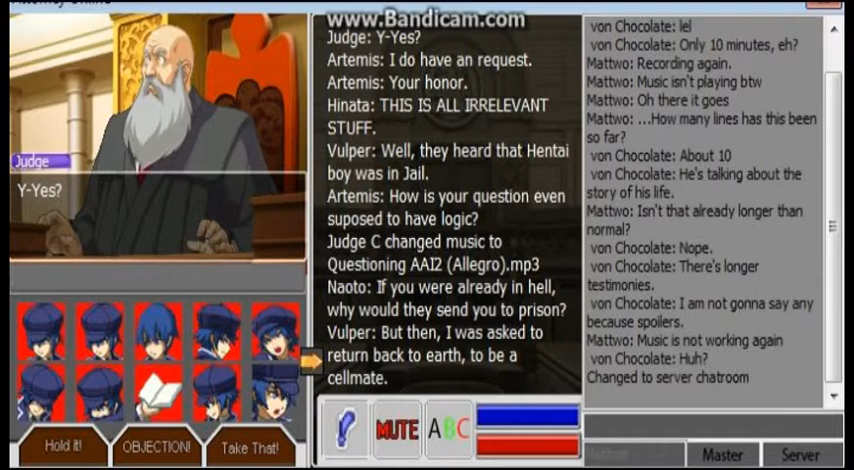 Attorney Online
www.Bandicam.com
Judge
Y-Yes?
Hold it!
OBJECTION!
Take That!
Judge: Y-Yes?
Artemis: I do have an request.
Artemis: Your honor.
Hinata: THIS IS ALL IRRELEVANT
STUFF.
Vulper: Well, they heard that Hentai
boy was in Jail.
Artemis: How is your question even
suposed to have logic?
Judge C changed music to
Questioning AAI2 (Allegro).mp3
Naoto: If you were already in hell,
why would they send you to prison?
Vulper: But then, I was asked to
return back to earth, to be a
cellmate.
MUTE
ABC
von Chocolate: lel
von Chocolate: Only 10 minutes, eh?
Mattwo: Recording again.
Mattwo: Music isn't playing btw
Mattwo: Oh there it goes
Mattwo: ...How many lines has this been
so far?
von Chocolate: About 10
von Chocolate: He's talking about the
story of his life.
Mattwo: Isn't that already longer than
normal?
von Chocolate: Nope.
von Chocolate: There's longer
testimonies.
von Chocolate: I am not gonna say any
because spoilers.
Mattwo: Music is not working again
von Chocolate: Huh?
Changed to server chatroom
Master
Server